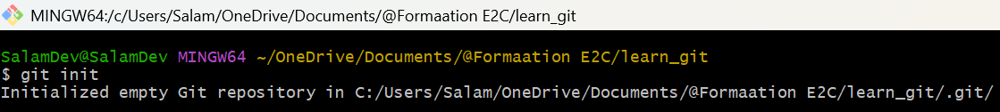 MINGW64:/c/Users/Salam/OneDrive/Documents/@Formaation E2C/learn_git
SalamDev@SalamDev MINGW64 ~/OneDrive/Documents/@Formaation E2C/learn_git
$ git init
Initialized empty Git repository in C:/Users/Salam/OneDrive/Documents/@Formaation E2C/learn_git/.git/